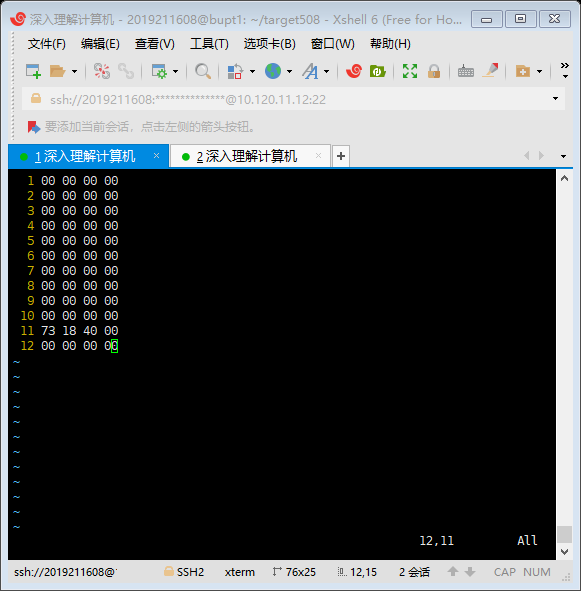 深入理解计算机 - 2019211608@bupt1: ~/target508 - Xshell 6 (Free for Ho...
文件(F) 编辑(E) 查看(V) 工具(T) 选项卡(B) 窗口(W) 帮助(H)
ssh://2019211608:**************@10.120.11.12:22
要添加当前会话，点击左侧的箭头按钮。
1 深入理解计算机 × 2 深入理解计算机 × +
1 00 00 00 00
2 00 00 00 00
3 00 00 00 00
4 00 00 00 00
5 00 00 00 00
6 00 00 00 00
7 00 00 00 00
8 00 00 00 00
9 00 00 00 00
10 00 00 00 00
11 73 18 40 00
12 00 00 00 00
~
~
~
~
~
~
~
~
~
~
~
~
12,11 All
ssh://2019211608@ SSH2 xterm 76x25 12,15 2 会话 CAP NUM